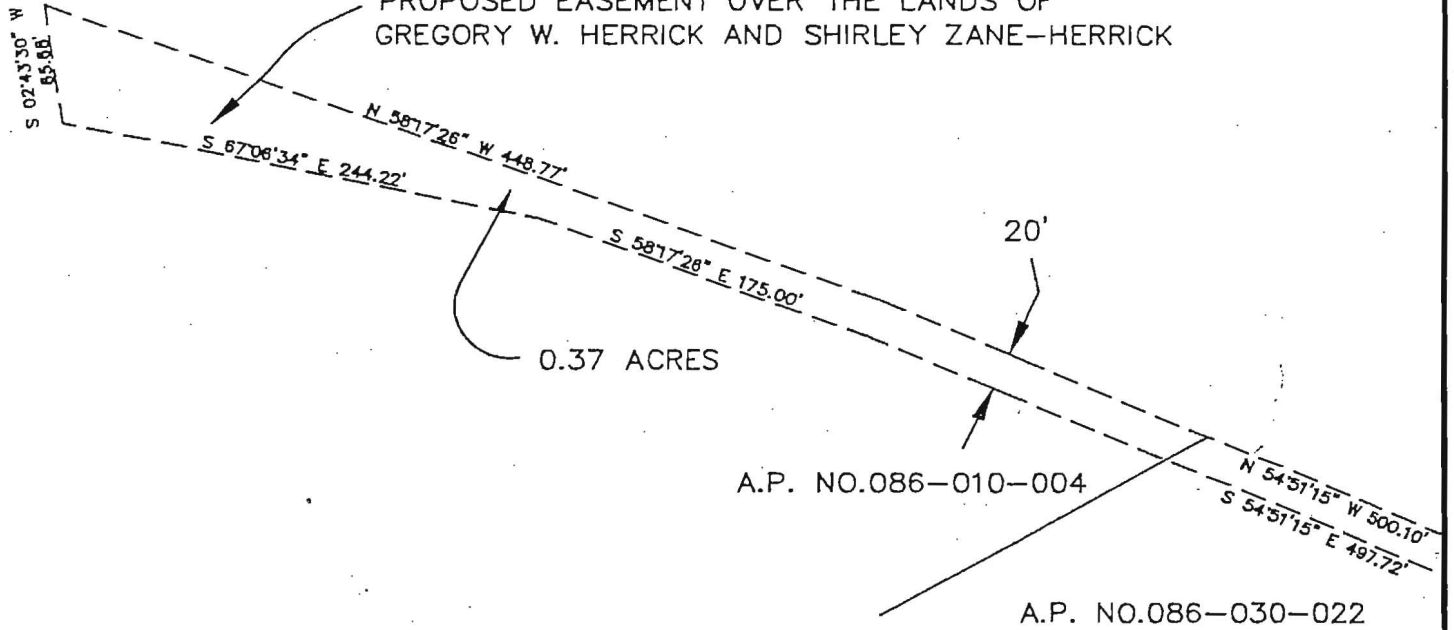 PROPOSED EASEMENT OVER THE LANDS OF
GREGORY W. HERRICK AND SHIRLEY ZANE-HERRICK
S 02°43'30" W
65.88'
N 58°17'26" W 448.77'
S 67°06'34" E 244.22'
20'
S 58°17'26" E 175.00'
0.37 ACRES
A.P. NO.086-010-004
N 54°51'15" W 500.10'
S 54°51'15" E 497.72'
A.P. NO.086-030-022